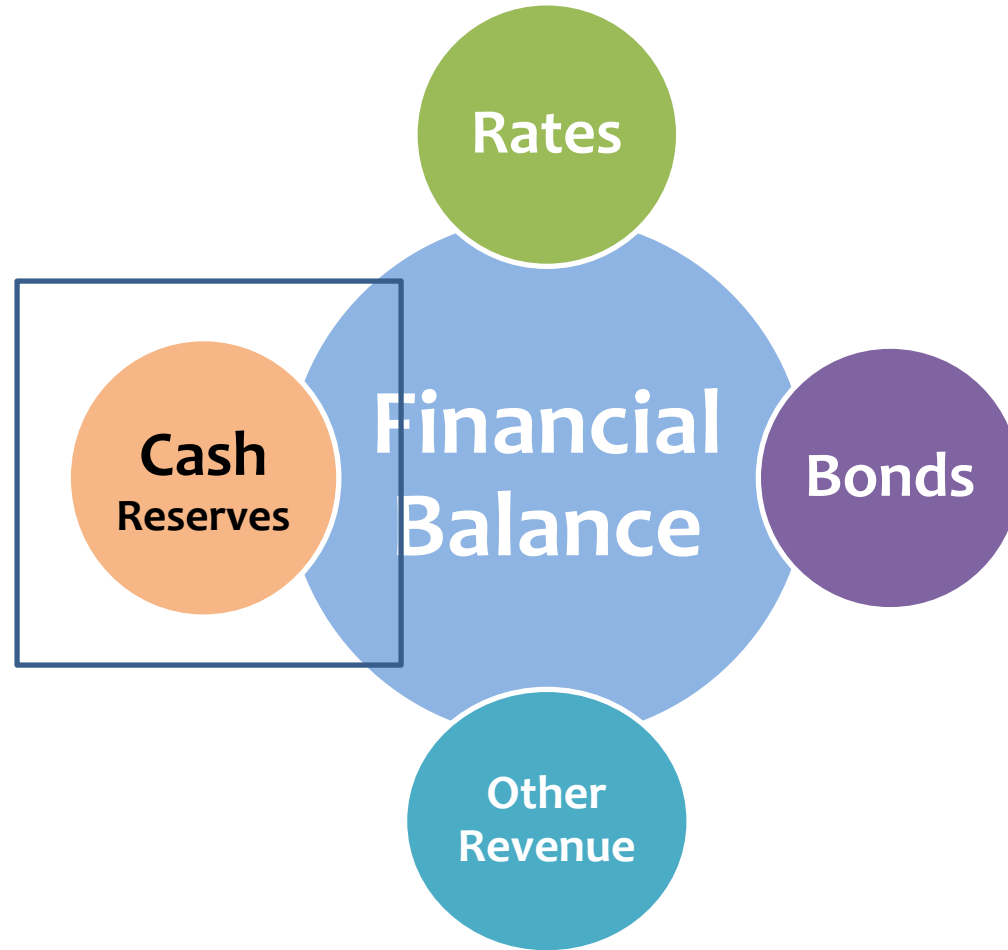 Rates
Financial
Balance
Cash
Reserves
Bonds
Other
Revenue